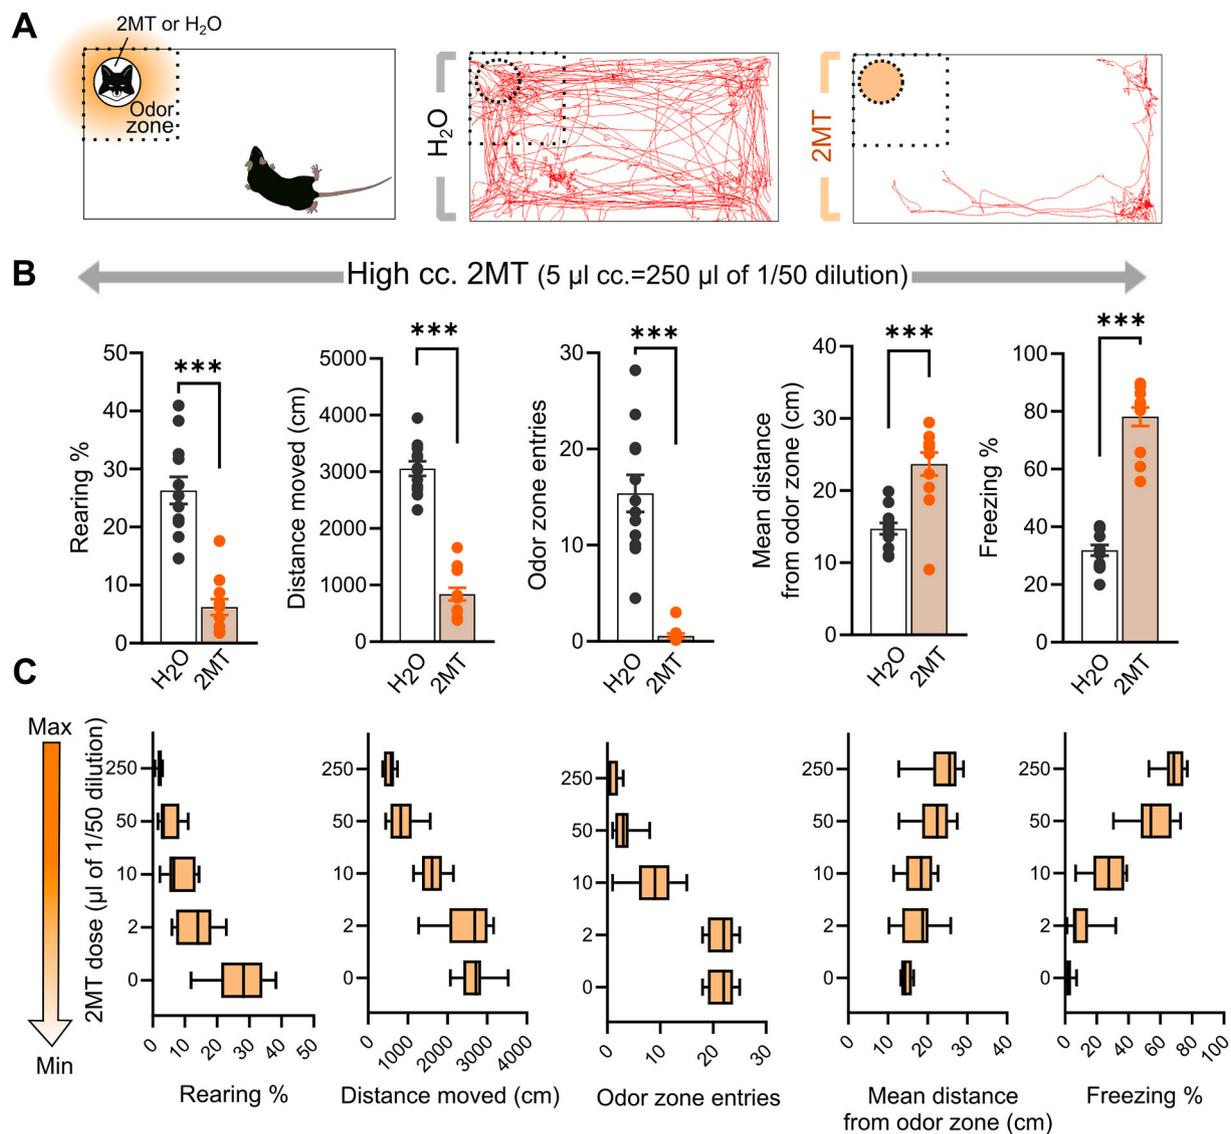 A
2MT or H₂O
Odor
zone
H₂O
2MT
B
High cc. 2MT (5 µl cc.=250 µl of 1/50 dilution)
***
***
***
***
***
Rearing %
50
40
30
20
10
0
H₂O
2MT
Distance moved (cm)
5000
4000
3000
2000
1000
0
H₂O
2MT
Odor zone entries
30
20
10
0
H₂O
2MT
Mean distance
from odor zone (cm)
40
30
20
10
0
H₂O
2MT
Freezing %
100
80
60
40
20
0
H₂O
2MT
C
Max
Min
2MT dose (µl of 1/50 dilution)
250
50
10
2
0
0 10 20 30 40 50
Rearing %
250
50
10
2
0
0 1000 2000 3000 4000
Distance moved (cm)
250
50
10
2
0
0 10 20 30
Odor zone entries
250
50
10
2
0
0 10 20 30 40
Mean distance
from odor zone (cm)
250
50
10
2
0
0 20 40 60 80 100
Freezing %